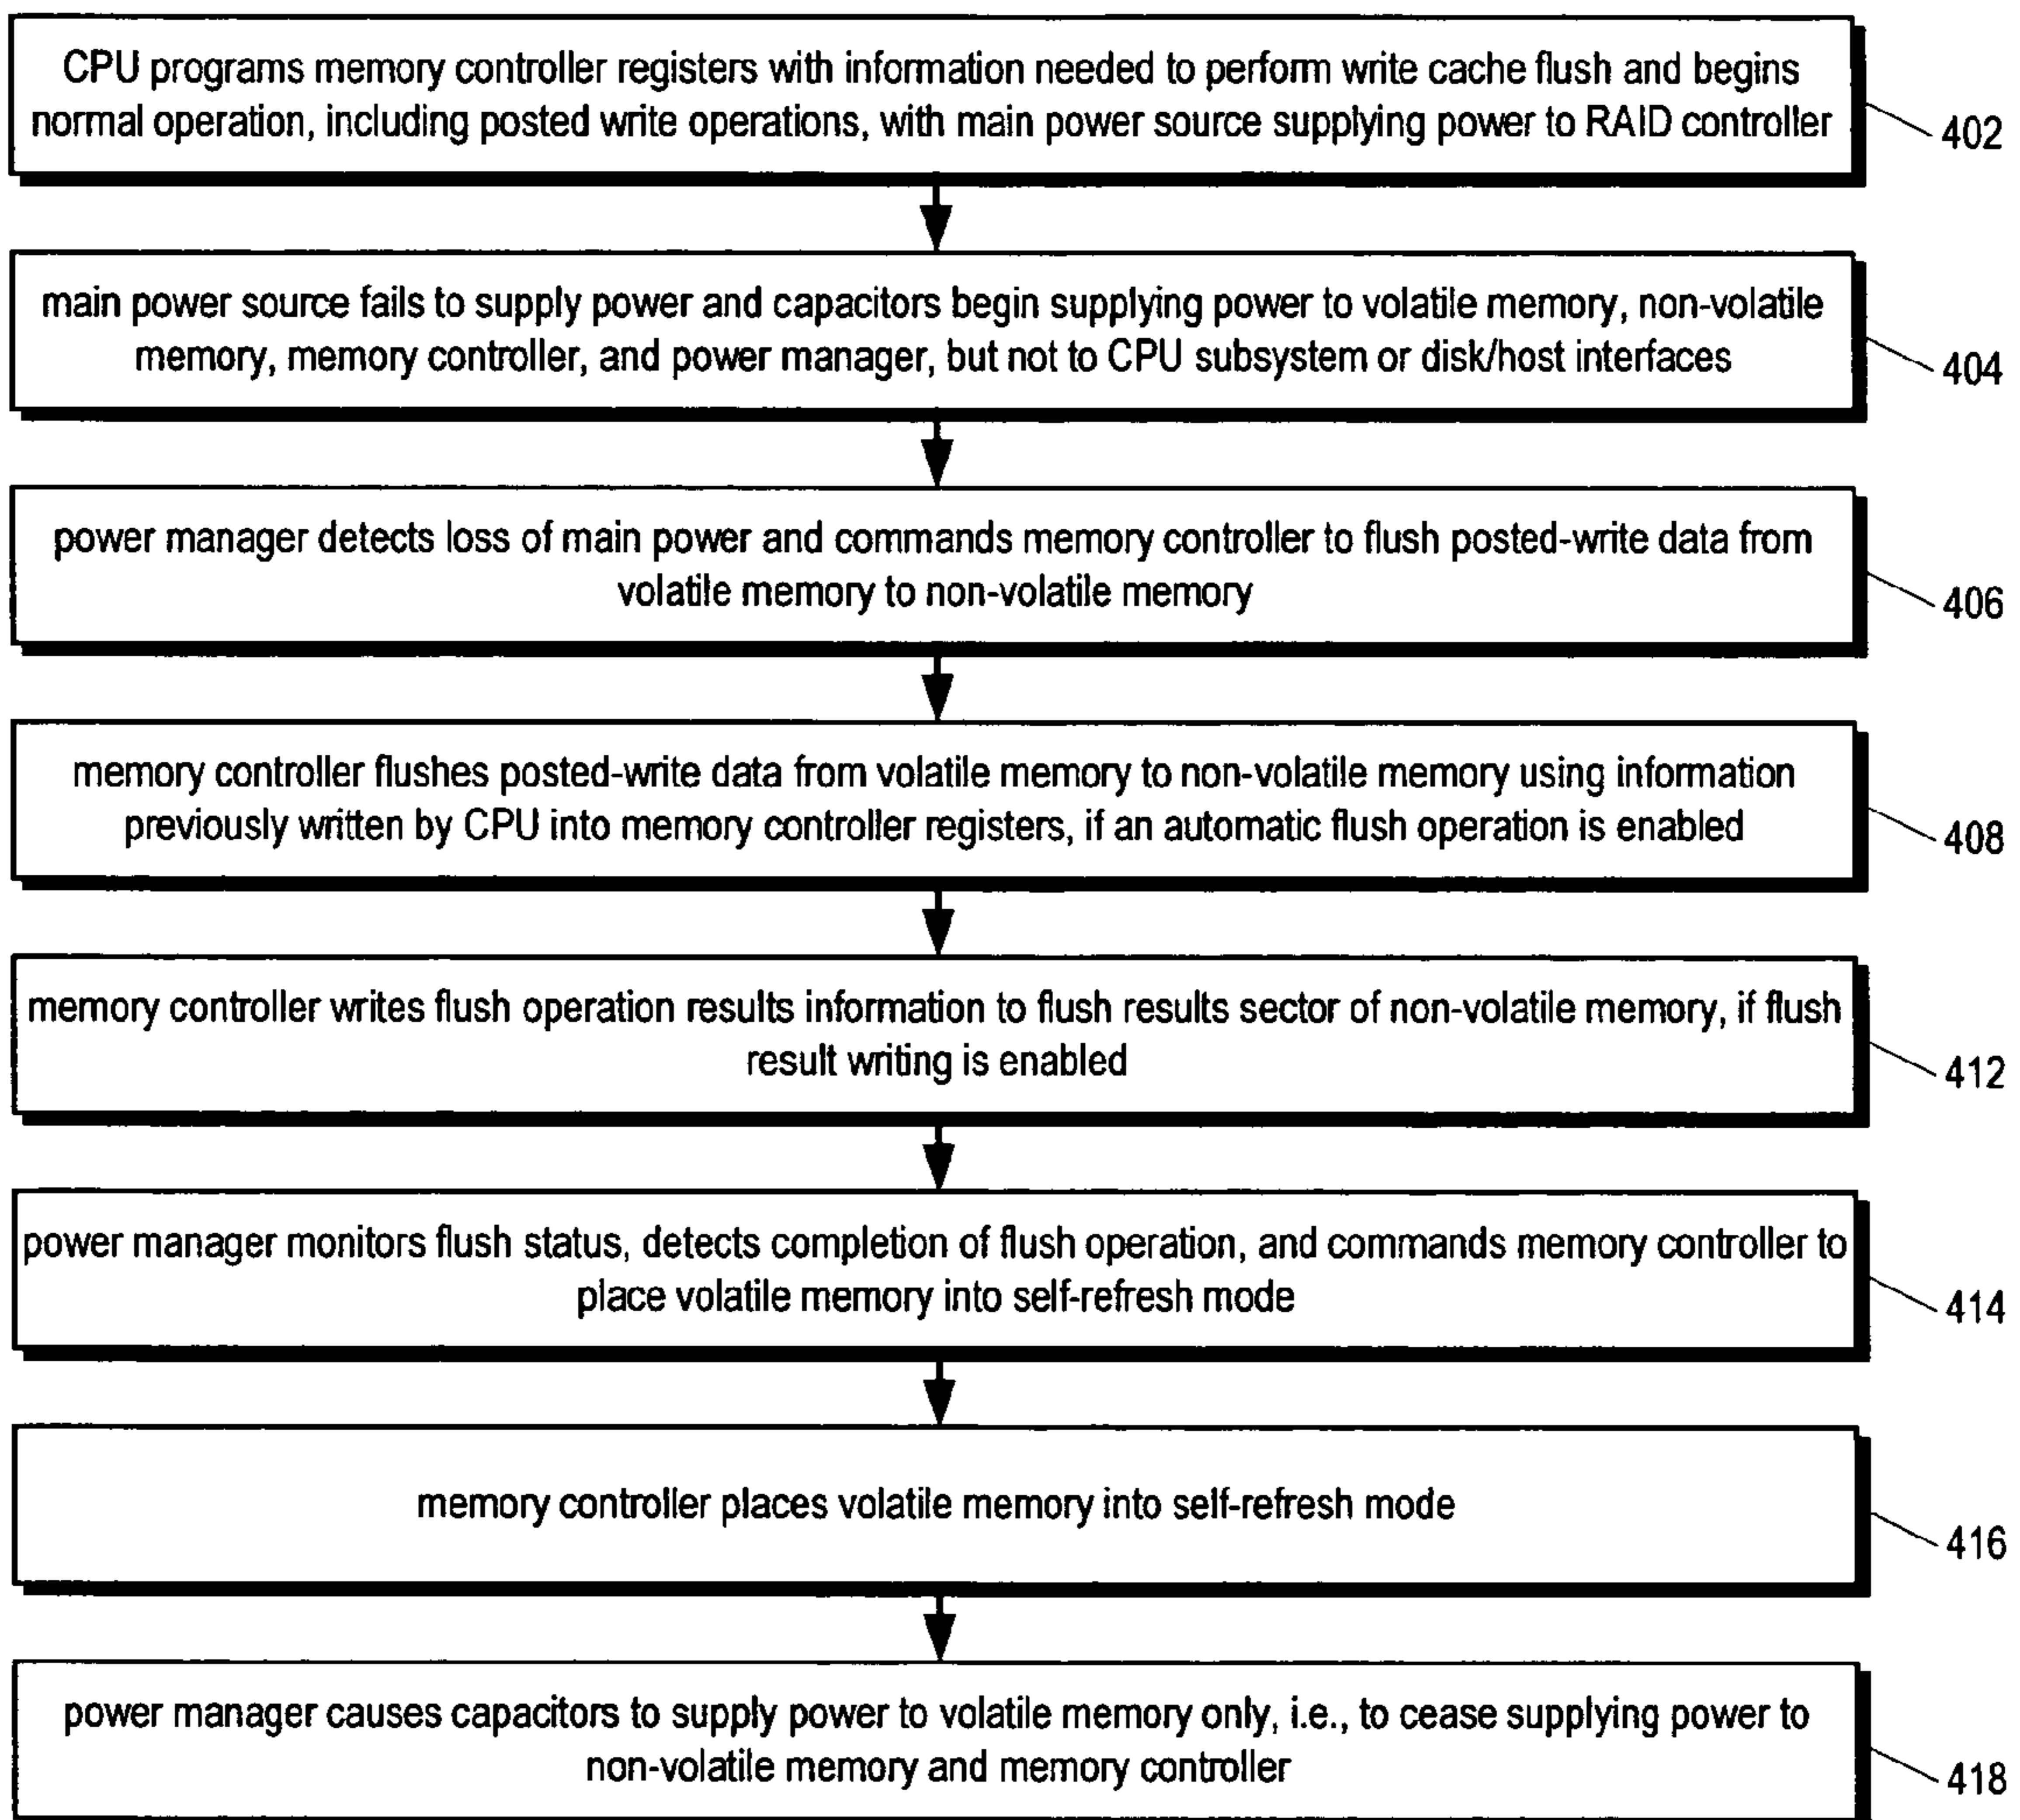 CPU programs memory controller registers with information needed to perform write cache flush and begins
normal operation, including posted write operations, with main power source supplying power to RAID controller
402
main power source fails to supply power and capacitors begin supplying power to volatile memory, non-volatile
memory, memory controller, and power manager, but not to CPU subsystem or disk/host interfaces
404
power manager detects loss of main power and commands memory controller to flush posted-write data from
volatile memory to non-volatile memory
406
memory controller flushes posted-write data from volatile memory to non-volatile memory using information
previously written by CPU into memory controller registers, if an automatic flush operation is enabled
408
memory controller writes flush operation results information to flush results sector of non-volatile memory, if flush
result writing is enabled
412
power manager monitors flush status, detects completion of flush operation, and commands memory controller to
place volatile memory into self-refresh mode
414
memory controller places volatile memory into self-refresh mode
416
power manager causes capacitors to supply power to volatile memory only, i.e., to cease supplying power to
non-volatile memory and memory controller
418